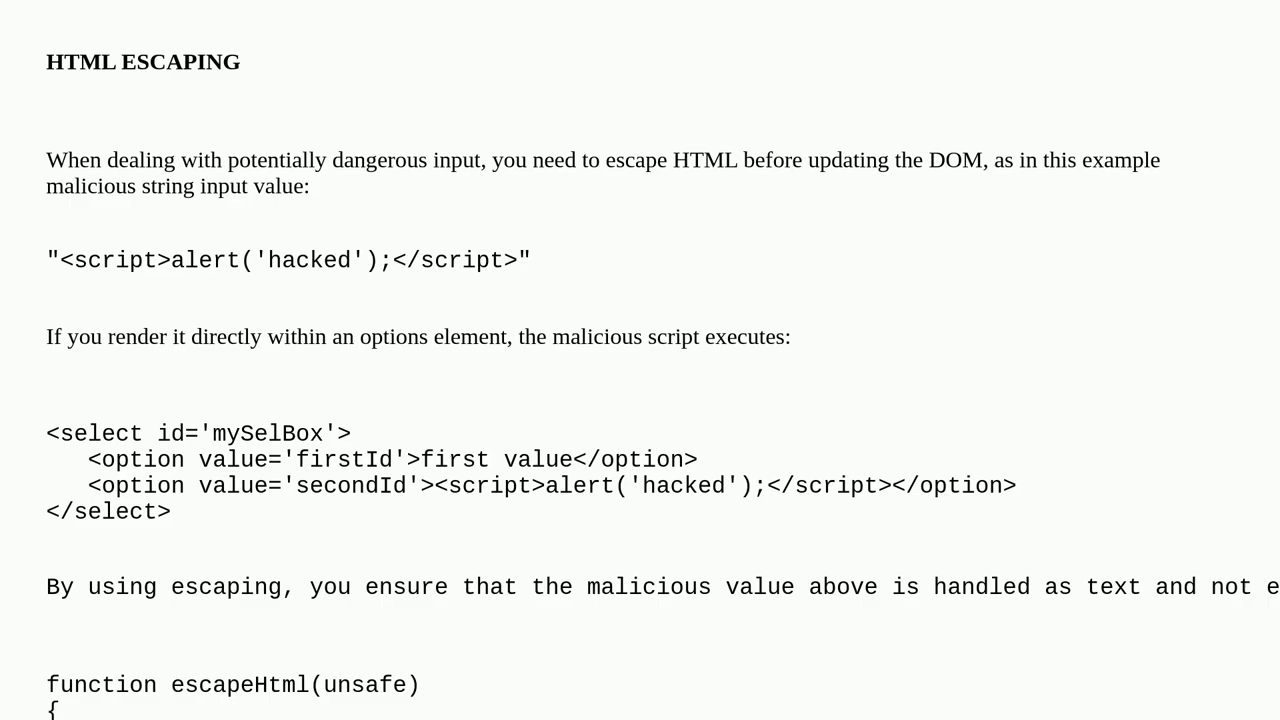 HTML ESCAPING
When dealing with potentially dangerous input, you need to escape HTML before updating the DOM, as in this example
malicious string input value:
"<script>alert('hacked');</script>"
If you render it directly within an options element, the malicious script executes:
<select id='mySelBox'>
   <option value='firstId'>first value</option>
   <option value='secondId'><script>alert('hacked');</script></option>
</select>
By using escaping, you ensure that the malicious value above is handled as text and not e
function escapeHtml(unsafe)
{